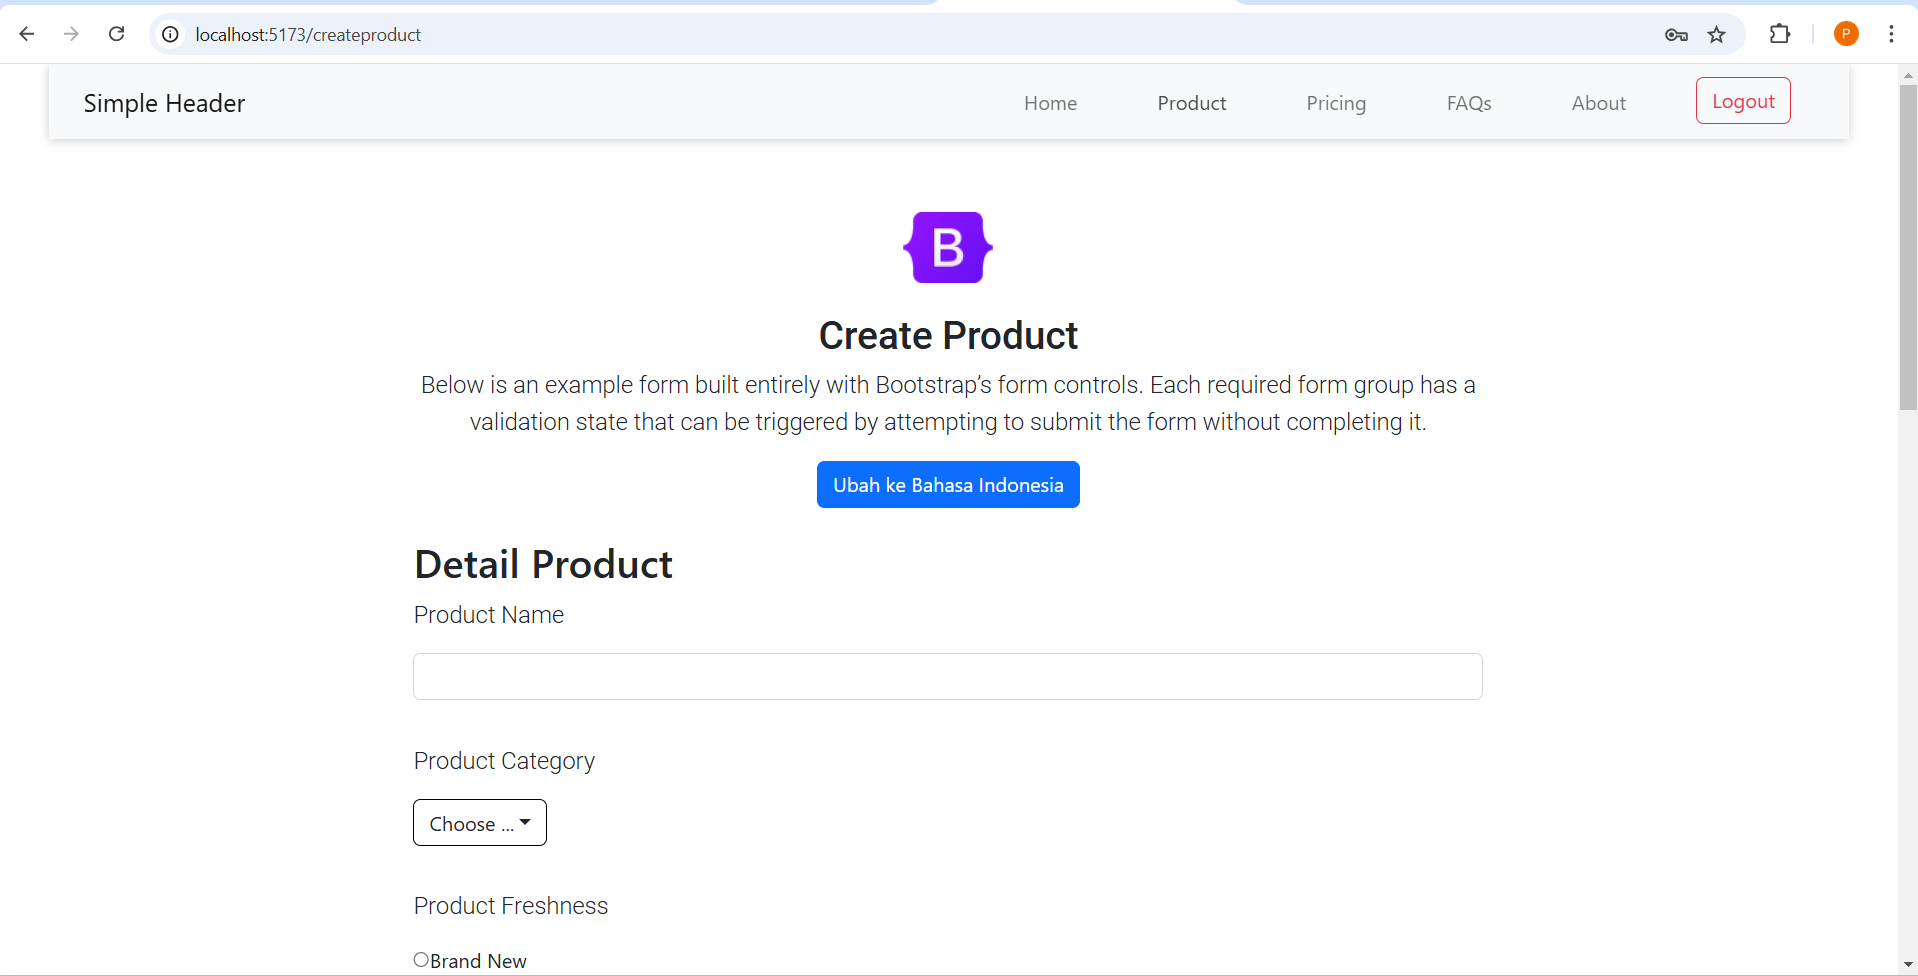 localhost:5173/createproduct
P
Simple Header
Home
Product
Pricing
FAQs
About
Logout
B
Create Product
Below is an example form built entirely with Bootstrap’s form controls. Each required form group has a
validation state that can be triggered by attempting to submit the form without completing it.
Ubah ke Bahasa Indonesia
Detail Product
Product Name
Product Category
Choose ...
Product Freshness
Brand New